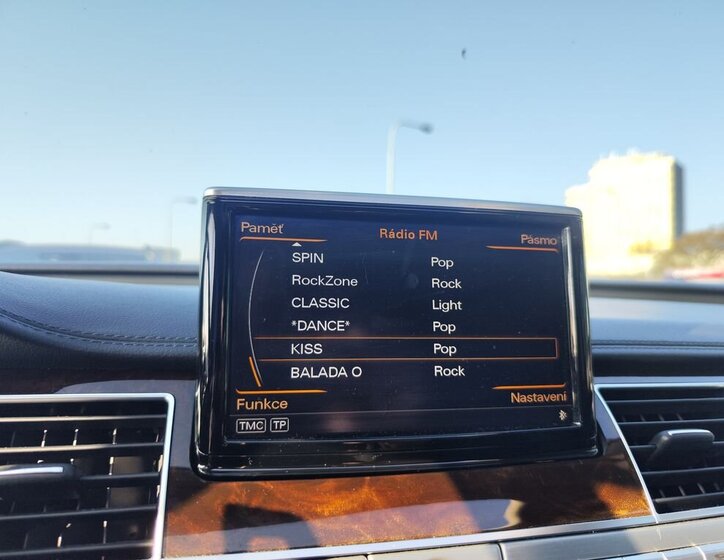 Paměť Rádio FM Pásmo
SPIN Pop
RockZone Rock
CLASSIC Light
*DANCE* Pop
KISS Pop
BALADA O Rock
Funkce Nastavení
TMC TP